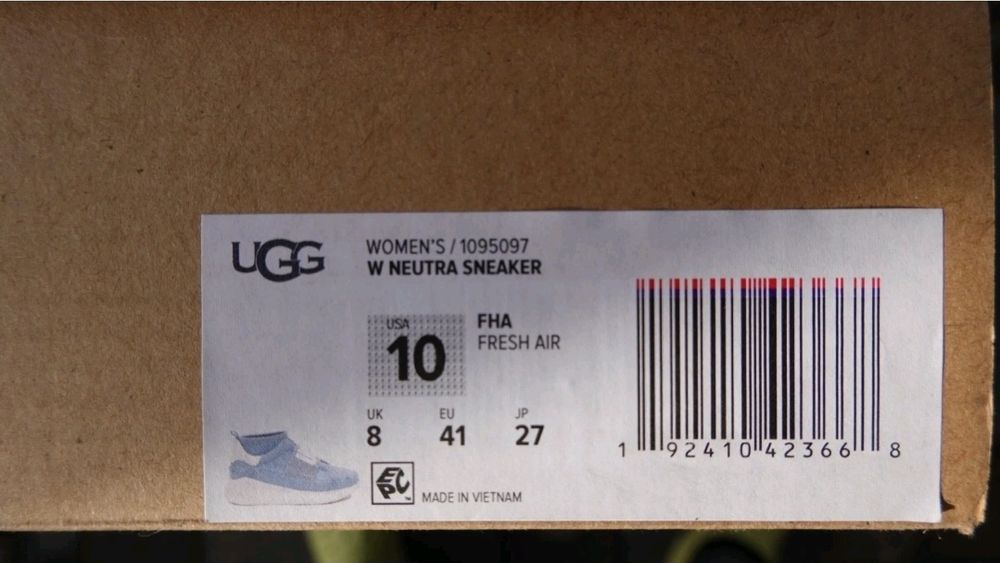 UGG
WOMEN'S / 1095097
W NEUTRA SNEAKER
USA
10
FHA
FRESH AIR
UK
8
EU
41
JP
27
EPC™
MADE IN VIETNAM
1 92410 42366 8